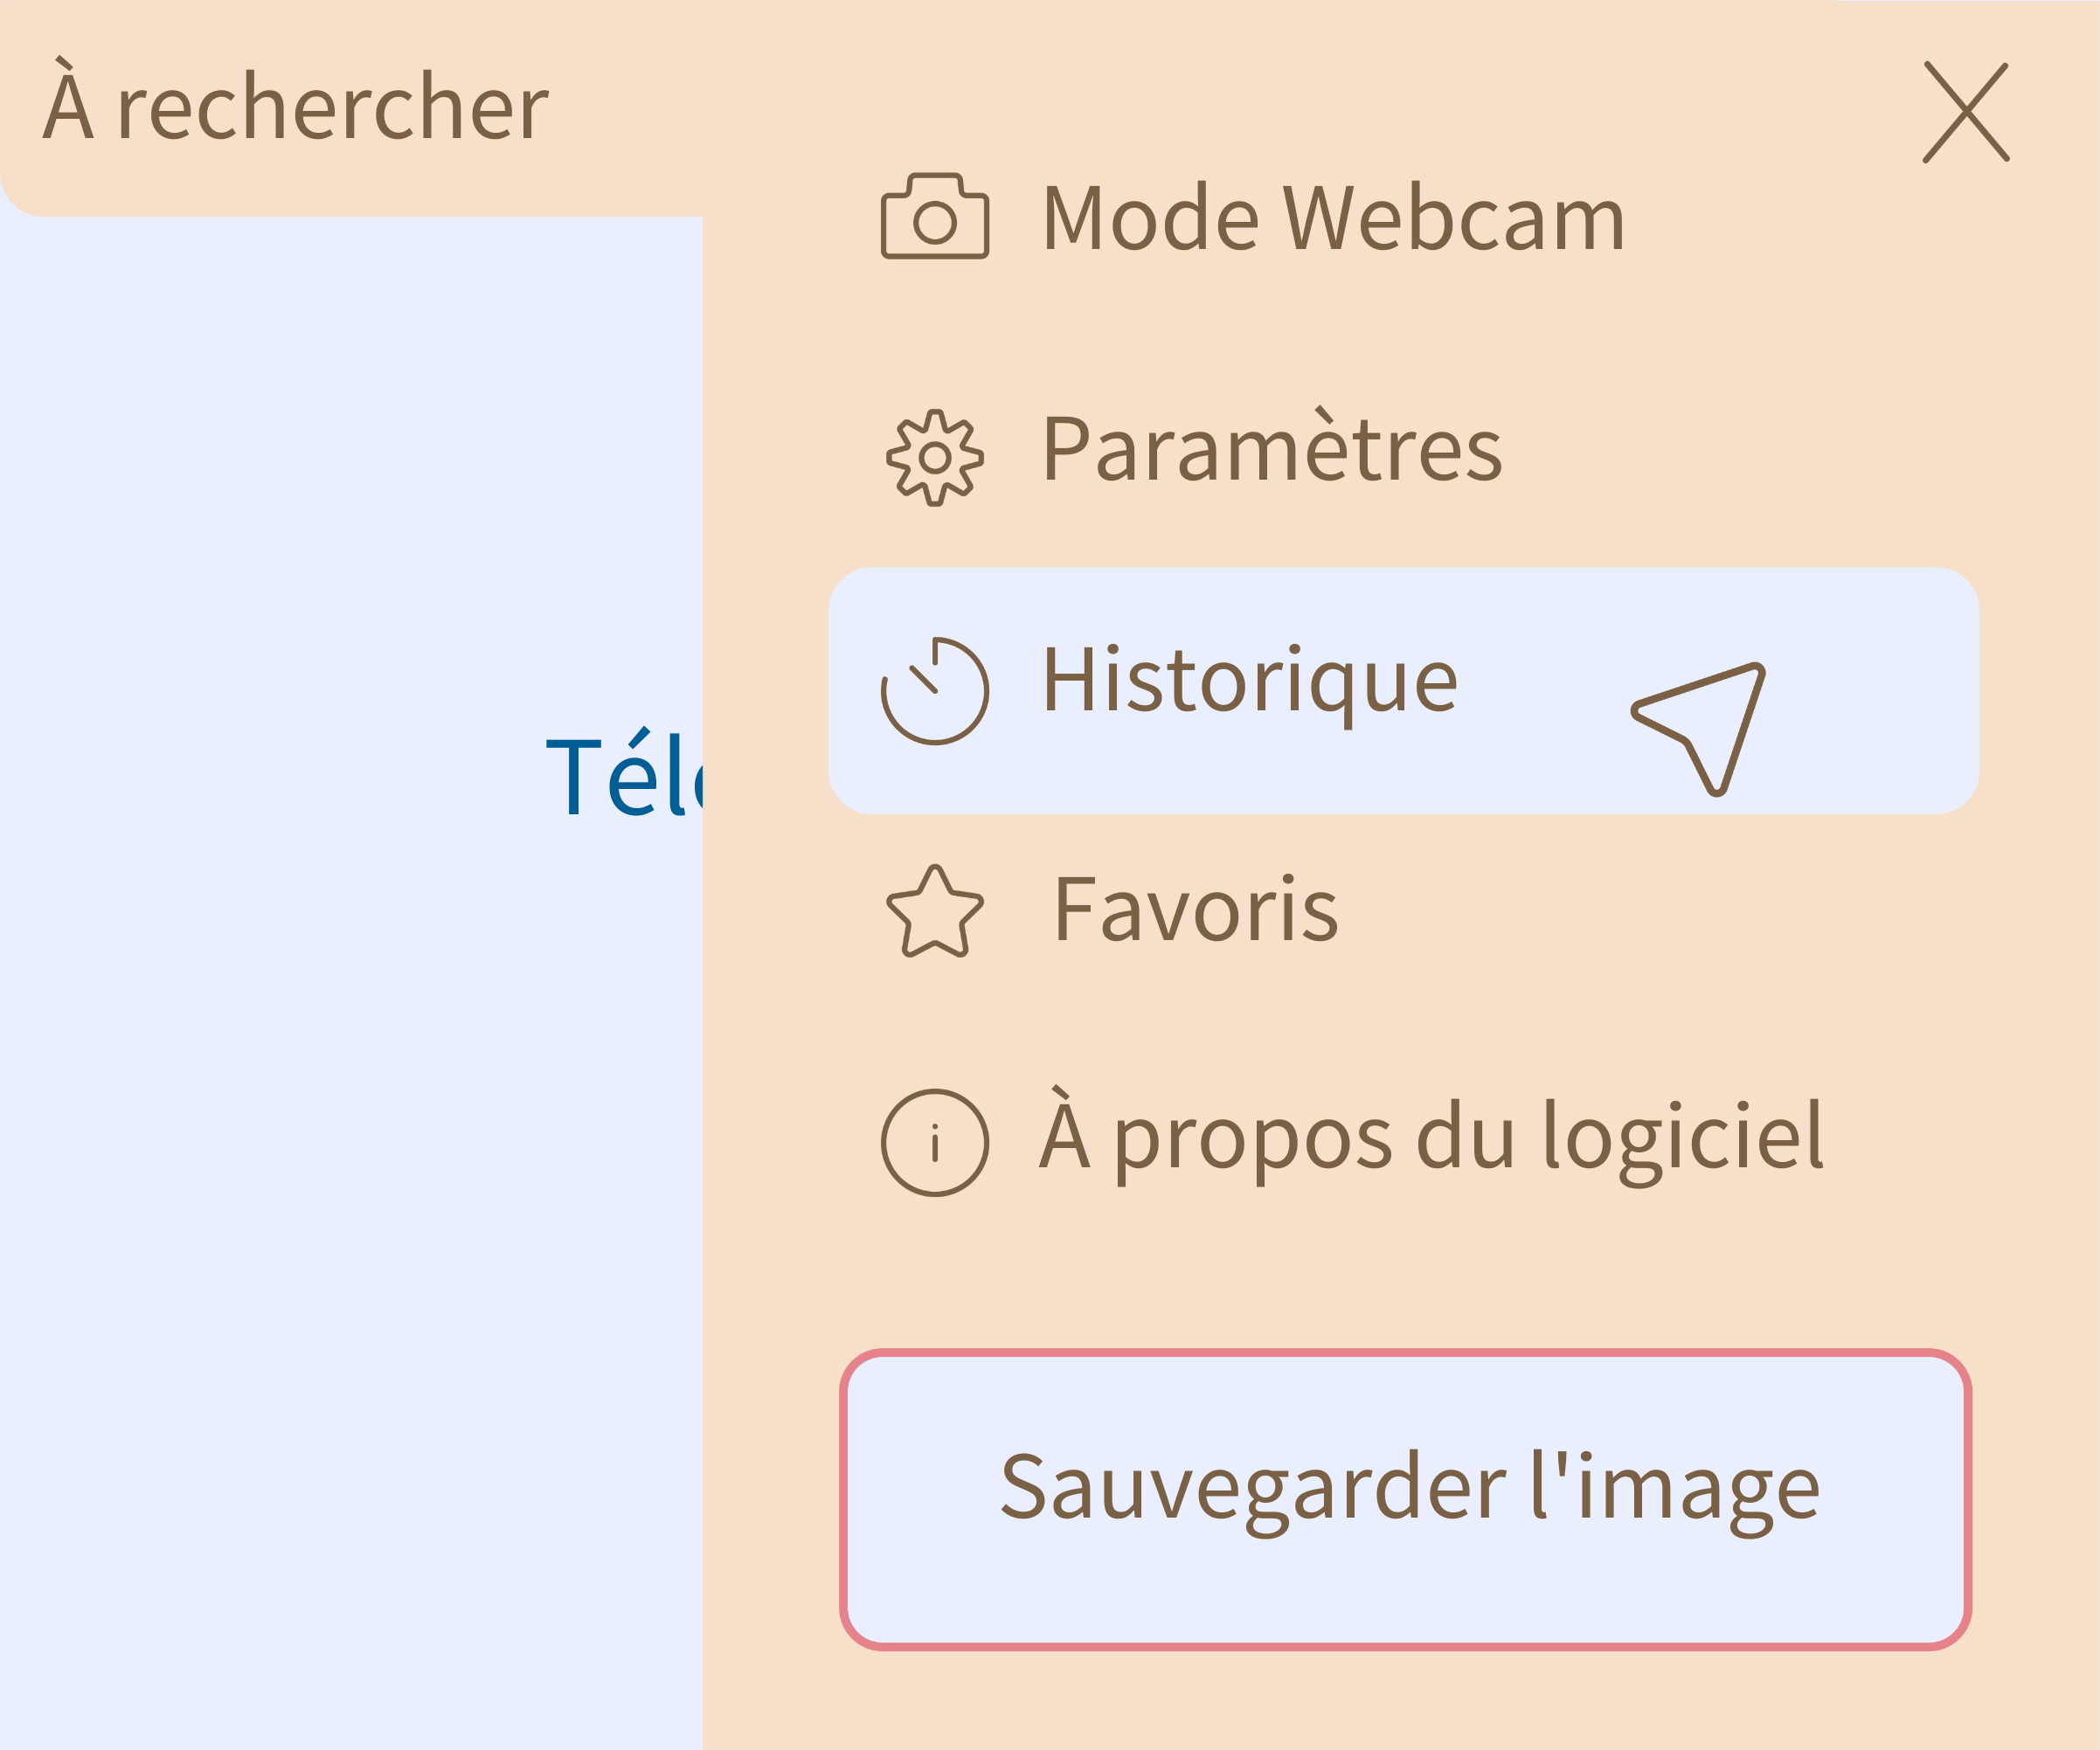 À rechercher
Mode Webcam
Paramètres
Historique
Favoris
À propos du logiciel
Sauvegarder l'image